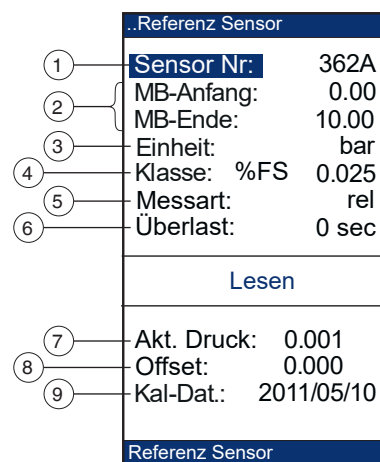 ..Referenz Sensor
1 Sensor Nr: 362A
2 MB-Anfang: 0.00
MB-Ende: 10.00
3 Einheit: bar
4 Klasse: %FS 0.025
5 Messart: rel
6 Überlast: 0 sec
Lesen
7 Akt. Druck: 0.001
8 Offset: 0.000
9 Kal-Dat.: 2011/05/10
Referenz Sensor